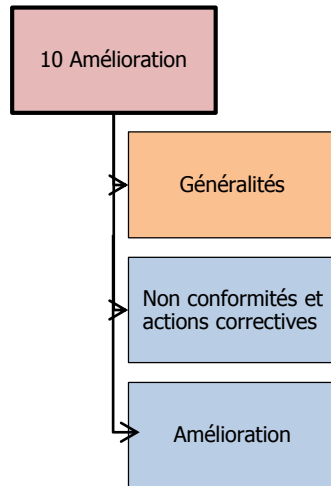 10 Amélioration
Généralités
Non conformités et
actions correctives
Amélioration